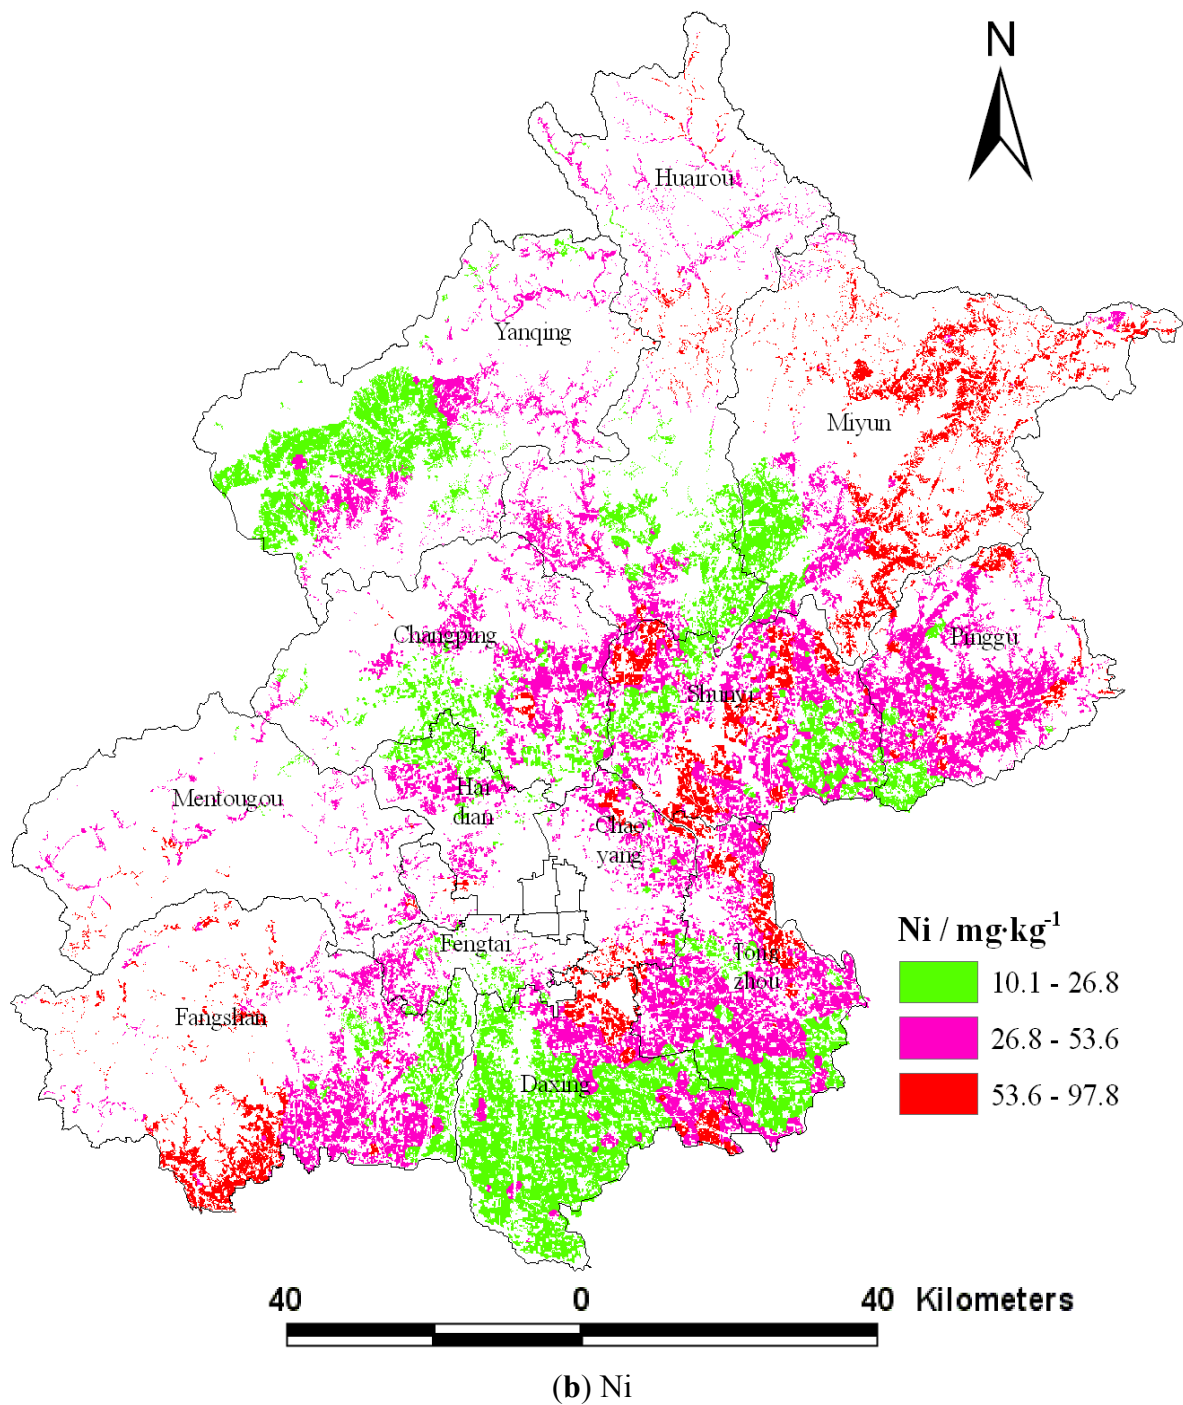 N
Huairou
Yanqing
Miyun
Changping
Pinggu
Shunyi
Mentougou
Hai
dian
Chao
yang
Fengtai
Tong
zhou
Fangshan
Daxing
Ni / mg·kg-1
10.1 - 26.8
26.8 - 53.6
53.6 - 97.8
40 0 40 Kilometers
(b) Ni